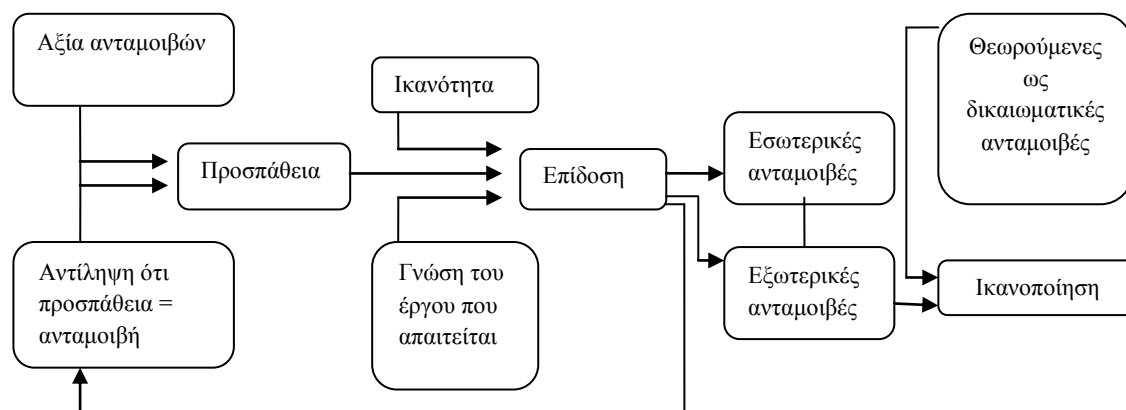 Αξία ανταμοιβών
Ικανότητα
Θεωρούμενες
ως
δικαιωματικές
ανταμοιβές
Προσπάθεια
Επίδοση
Εσωτερικές
ανταμοιβές
Αντίληψη ότι
προσπάθεια =
ανταμοιβή
Γνώση του
έργου που
απαιτείται
Εξωτερικές
ανταμοιβές
Ικανοποίηση